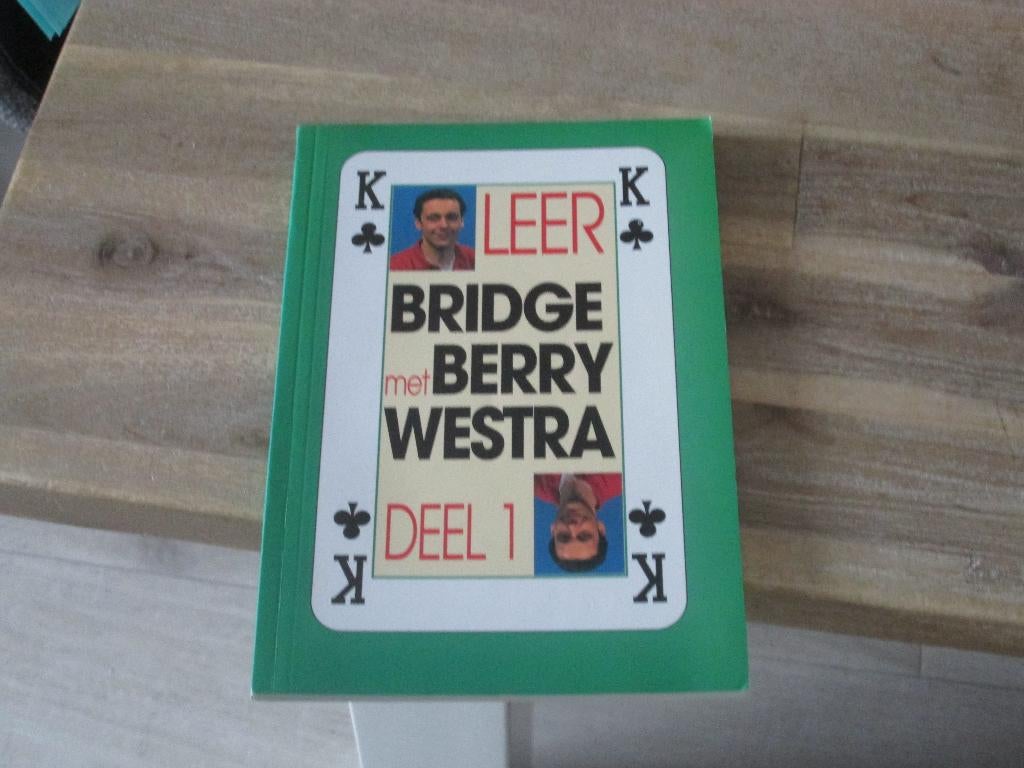 K K
LEER
BRIDGE
met BERRY
WESTRA
DEEL 1
K K